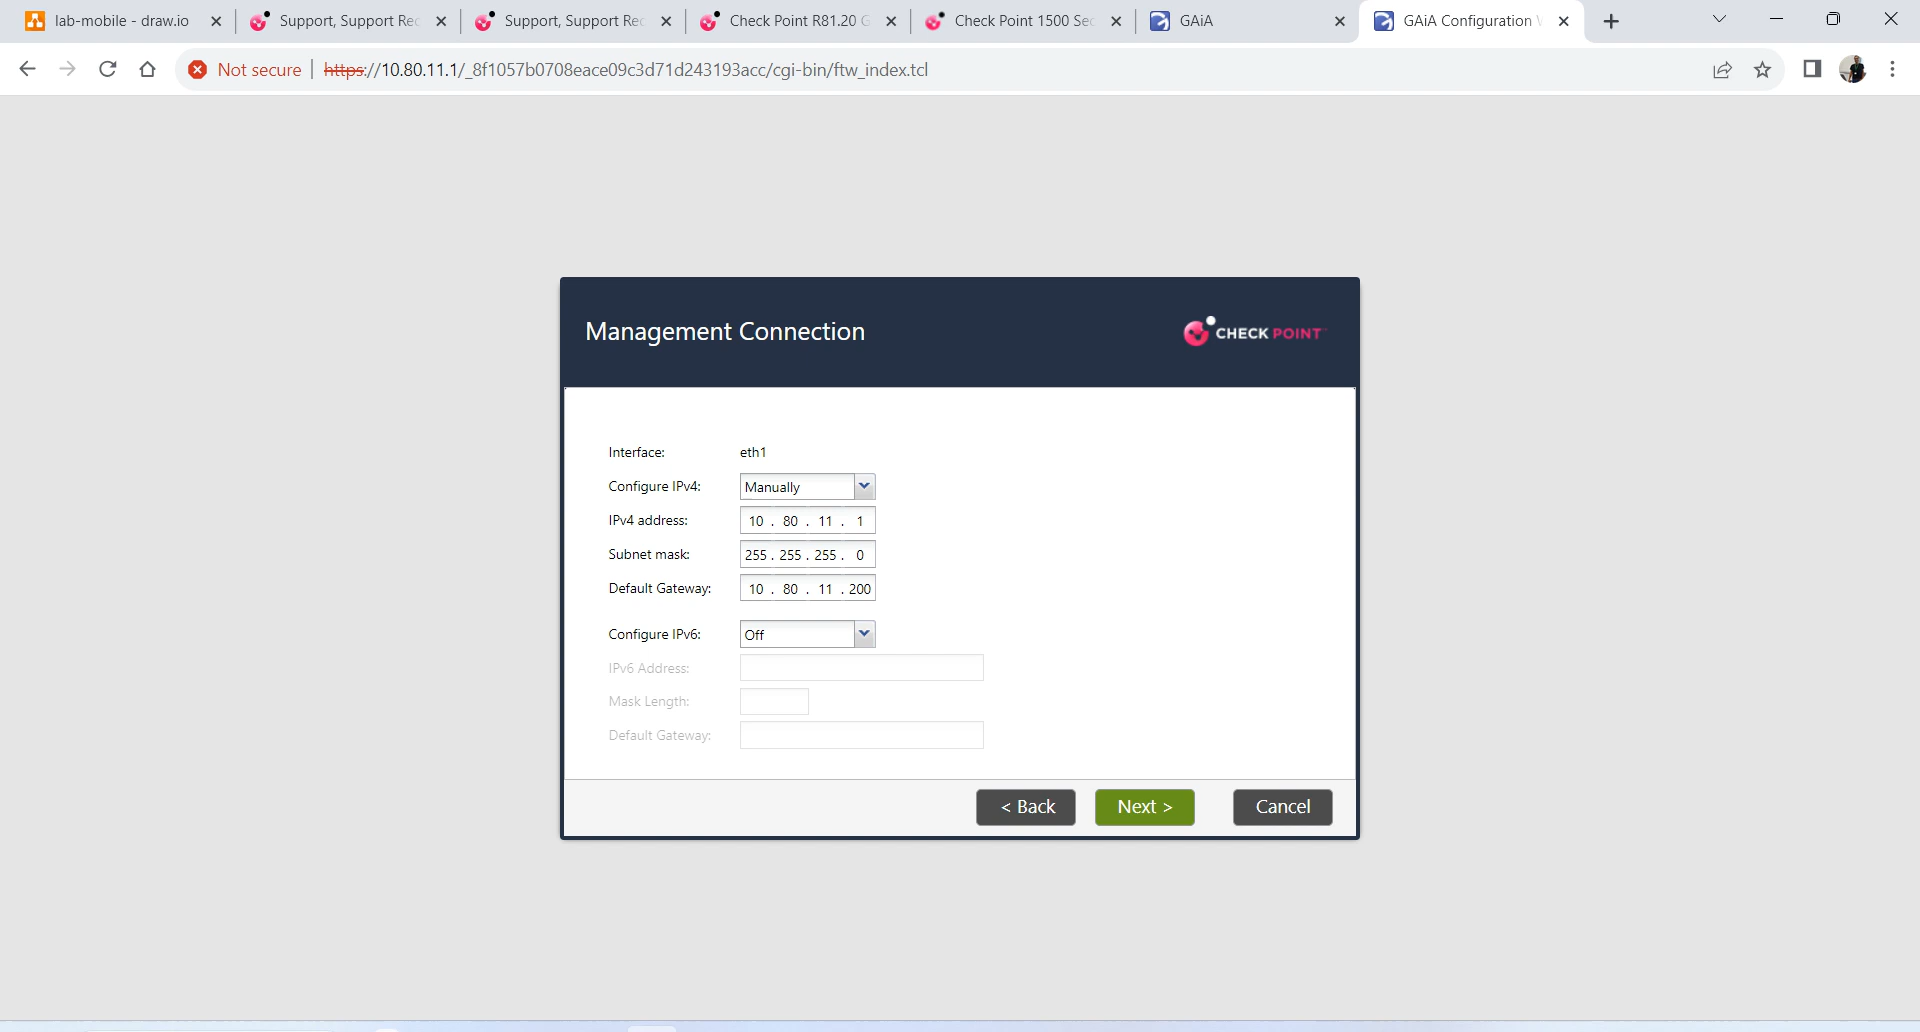 lab-mobile - draw.io
Support, Support Rec
Support, Support Rec
Check Point R81.20 G
Check Point 1500 Sec
GAiA
GAiA Configuration
Not secure | https://10.80.11.1/_8f1057b0708eace09c3d71d243193acc/cgi-bin/ftw_index.tcl
Management Connection
CHECK POINT
Interface: eth1
Configure IPv4: Manually
IPv4 address: 10 . 80 . 11 . 1
Subnet mask: 255 . 255 . 255 . 0
Default Gateway: 10 . 80 . 11 . 200
Configure IPv6: Off
IPv6 Address:
Mask Length:
Default Gateway:
< Back Next > Cancel